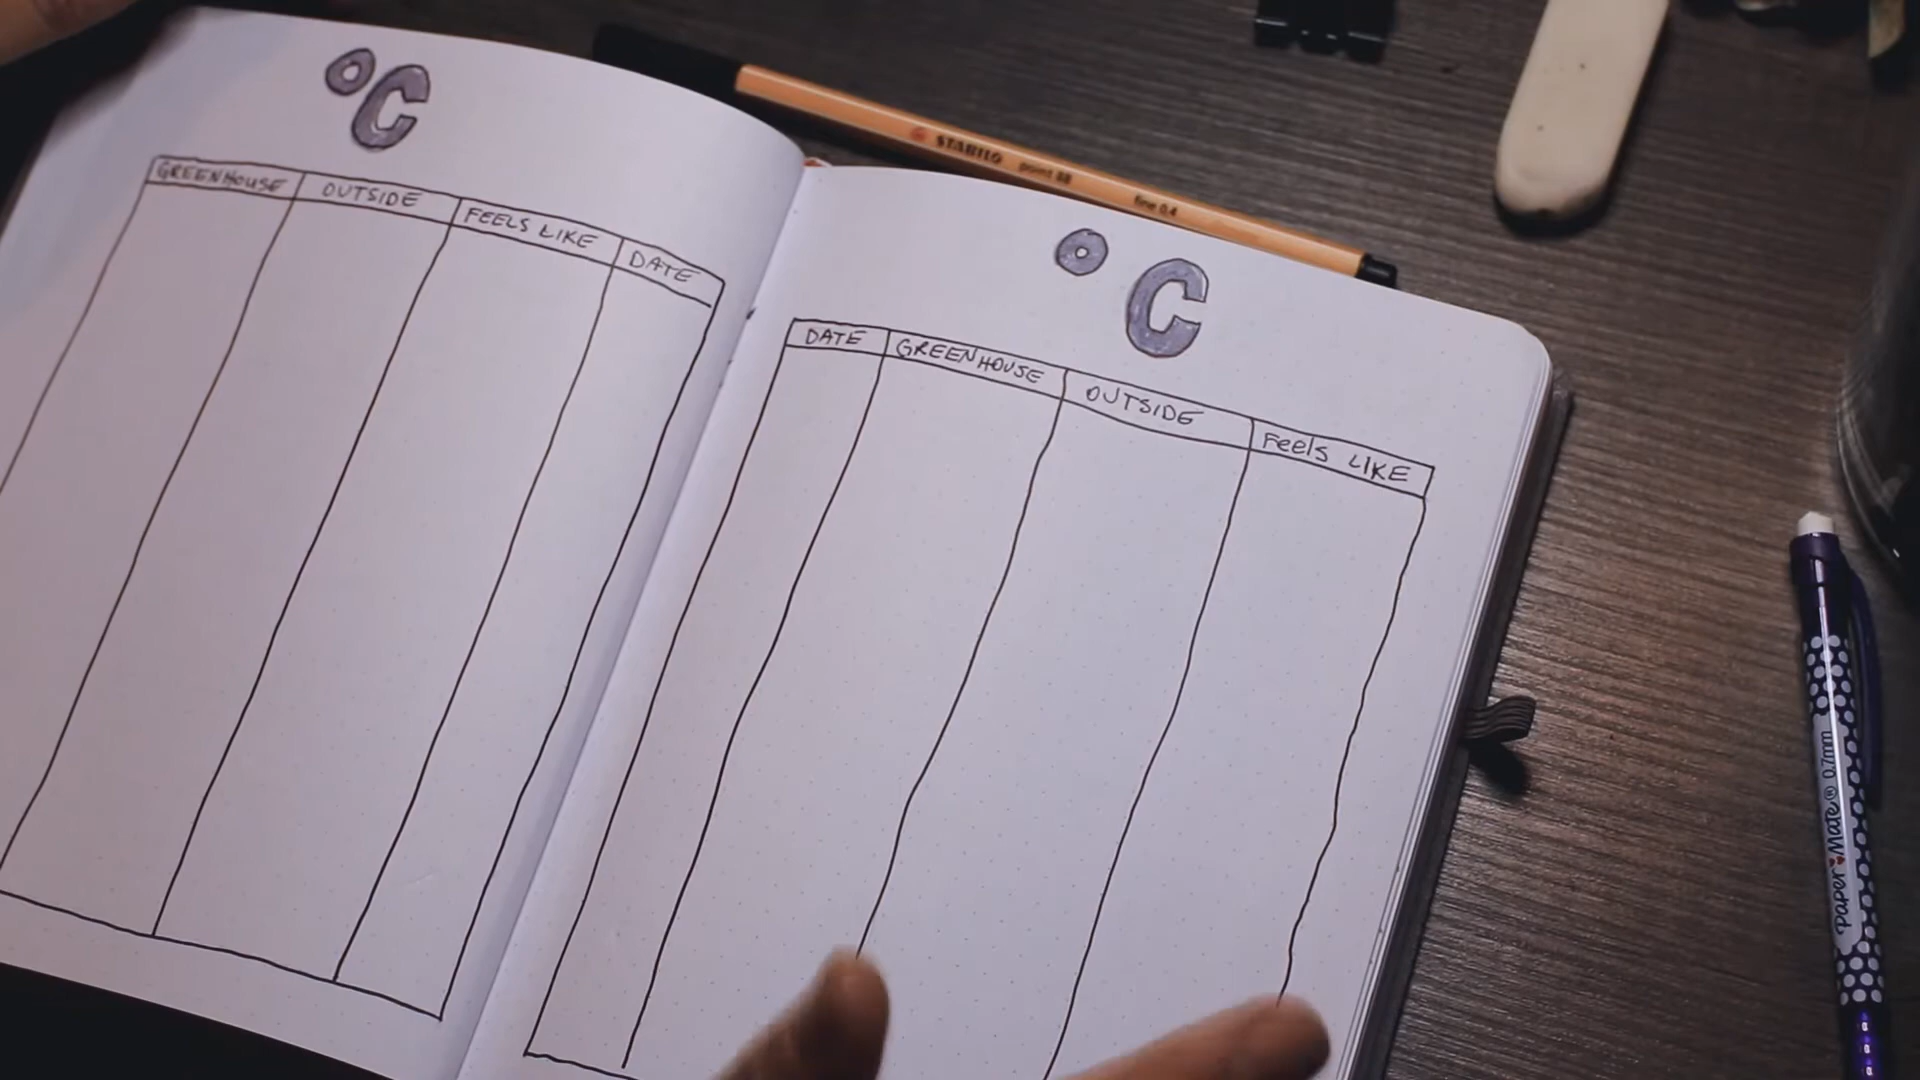 °C
GREENHOUSE OUTSIDE FEELS LIKE DATE
°C
DATE GREENHOUSE OUTSIDE Feels LIKE
STABILO point 88 fine 0.4
Paper Mate® 0.7mm